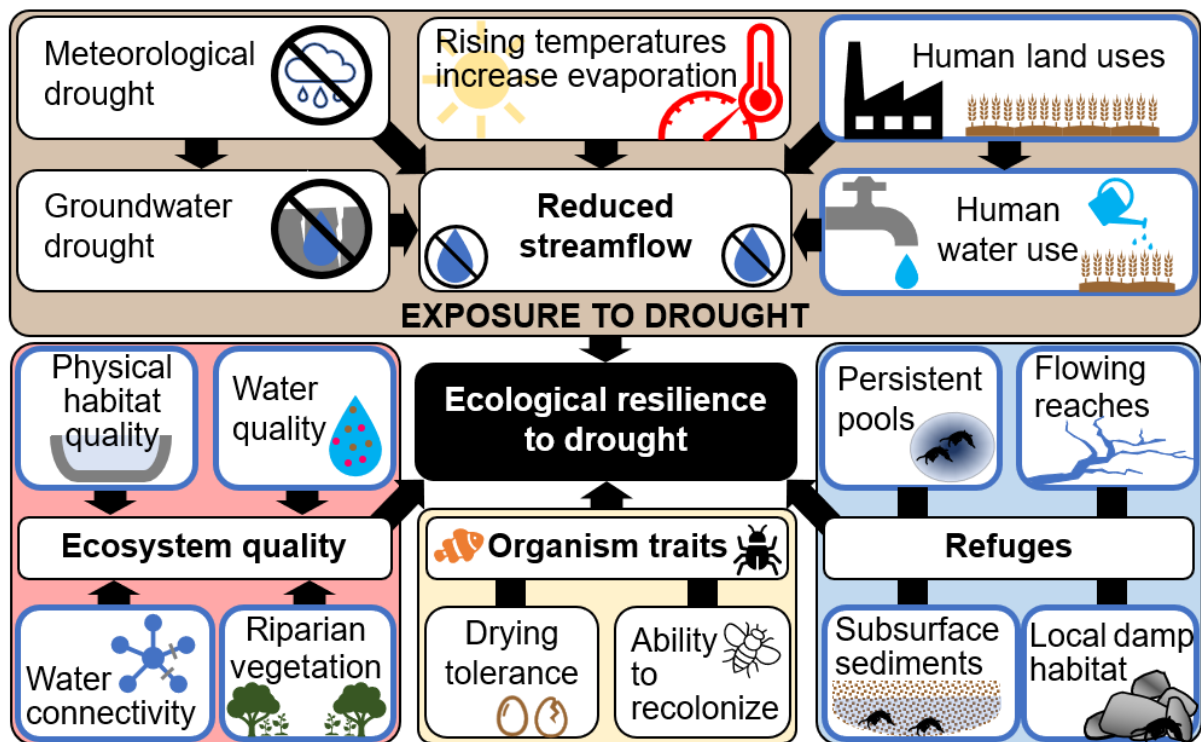 Meteorological
drought
Rising temperatures
increase evaporation
Human land uses
Groundwater
drought
Reduced
streamflow
Human
water use
EXPOSURE TO DROUGHT
Physical
habitat
quality
Water
quality
Ecological resilience
to drought
Persistent
pools
Flowing
reaches
Ecosystem quality
Organism traits
Refuges
Water
connectivity
Riparian
vegetation
Drying
tolerance
Ability
to
recolonize
Subsurface
sediments
Local damp
habitat